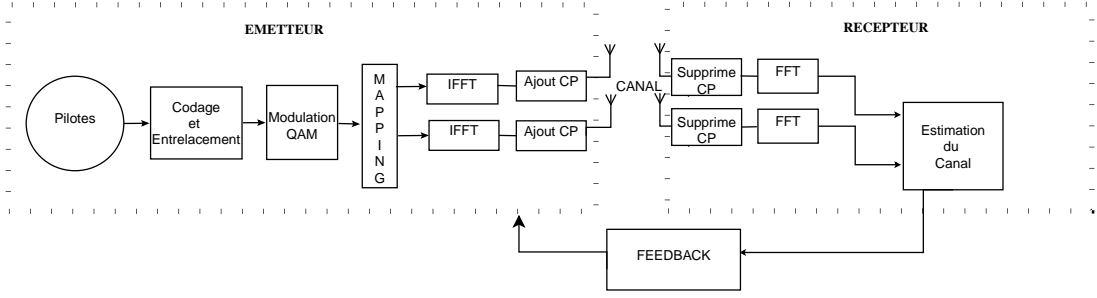 EMETTEUR
RECEPTEUR
Pilotes
Codage
et
Entrelacement
Modulation
QAM
M
A
P
P
I
N
G
IFFT
Ajout CP
IFFT
Ajout CP
CANAL
Supprime
CP
FFT
Supprime
CP
FFT
Estimation
du
Canal
FEEDBACK